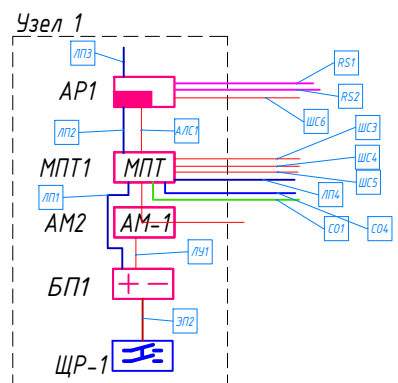 Узел 1
ЛП3
RS1
АР1
RS2
ШС6
ЛП2
АЛС1
ШС3
МПТ1
МПТ
ШС4
ШС5
ЛП1
ЛП4
АМ2
АМ-1
СО1
СО4
ЛУ1
БП1
+ -
ЭП2
ЩР-1